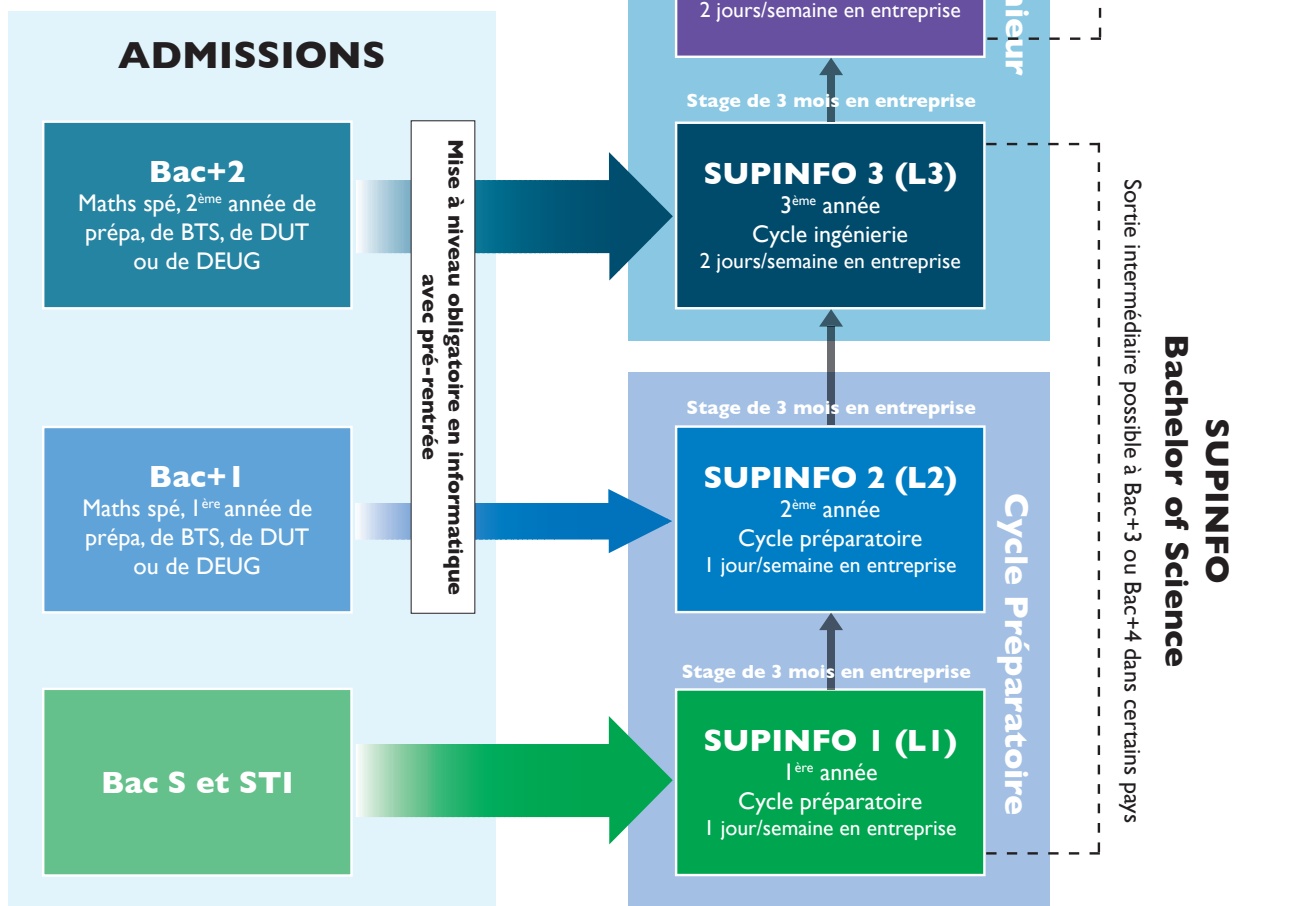 ADMISSIONS
Bac+2
Maths spé, 2ème année de
prépa, de BTS, de DUT
ou de DEUG
Bac+1
Maths spé, 1ère année de
prépa, de BTS, de DUT
ou de DEUG
Bac S et STI
Mise à niveau obligatoire en informatique
avec pré-rentrée
2 jours/semaine en entreprise
Stage de 3 mois en entreprise
SUPINFO 3 (L3)
3ème année
Cycle ingénierie
2 jours/semaine en entreprise
Stage de 3 mois en entreprise
SUPINFO 2 (L2)
2ème année
Cycle préparatoire
1 jour/semaine en entreprise
Stage de 3 mois en entreprise
SUPINFO 1 (L1)
1ère année
Cycle préparatoire
1 jour/semaine en entreprise
Cycle Préparatoire
SUPINFO
Bachelor of Science
Sortie intermédiaire possible à Bac+3 ou Bac+4 dans certains pays